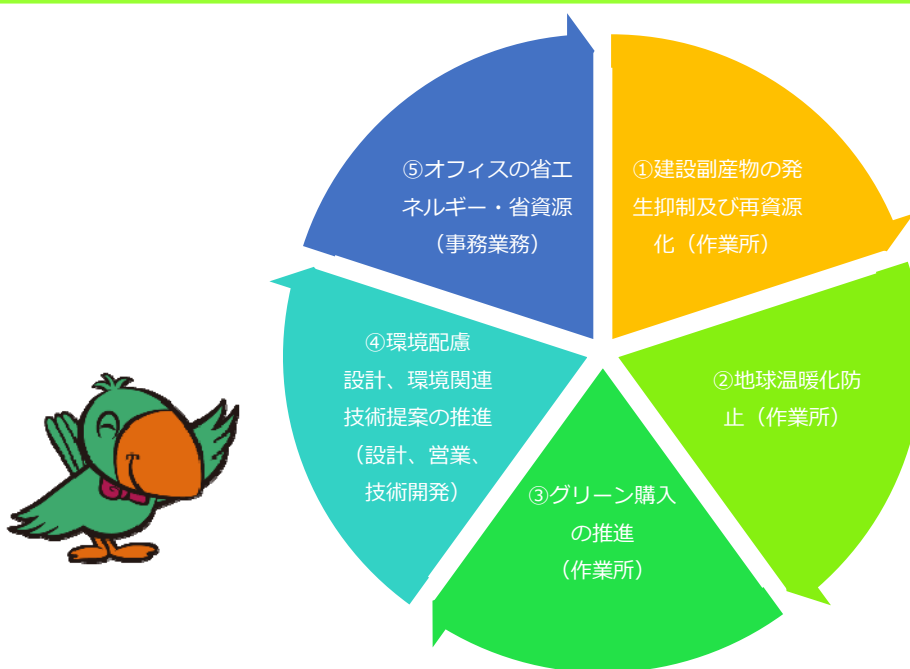 ①建設副産物の発
生抑制及び再資源
化（作業所）
②地球温暖化防
止（作業所）
③グリーン購入
の推進
（作業所）
④環境配慮
設計、環境関連
技術提案の推進
（設計、営業、
技術開発）
⑤オフィスの省エ
ネルギー・省資源
（事務業務）